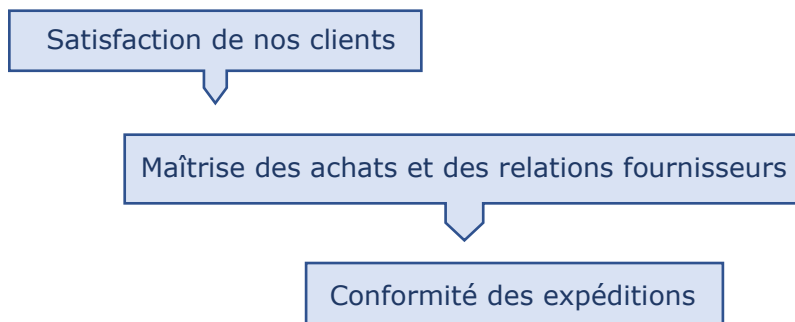 Satisfaction de nos clients
Maîtrise des achats et des relations fournisseurs
Conformité des expéditions